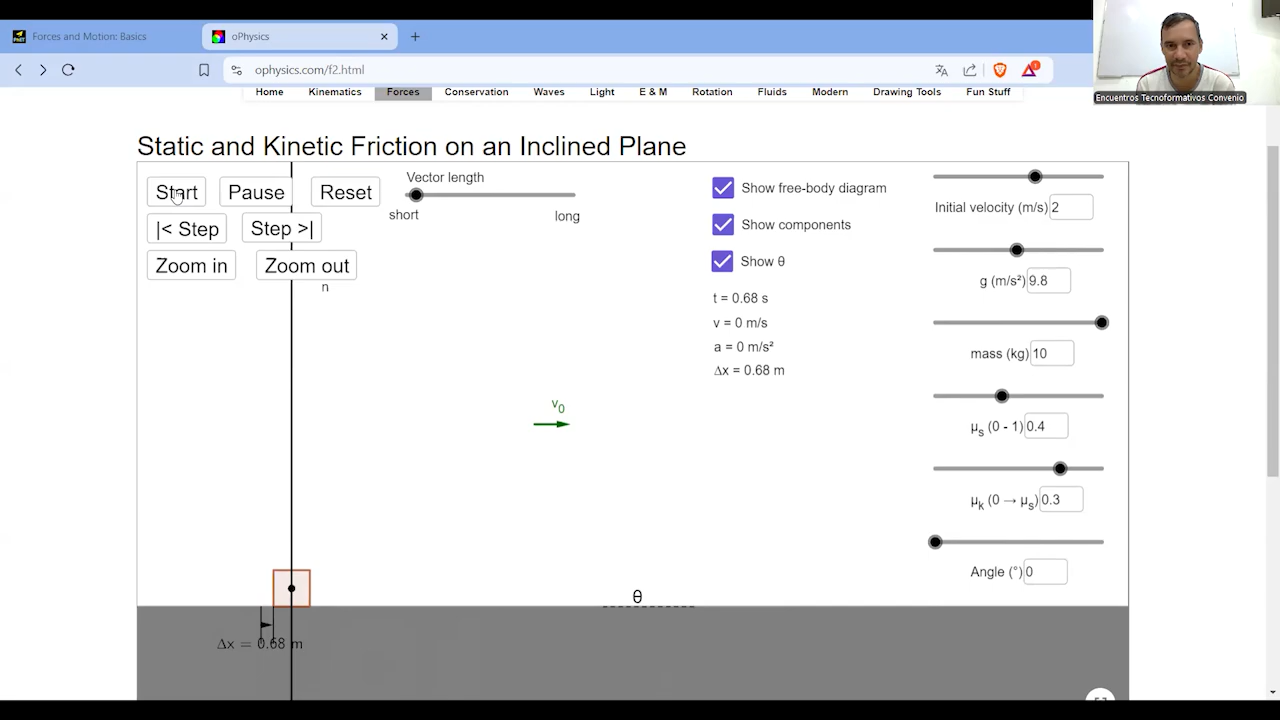 Forces and Motion: Basics
oPhysics
ophysics.com/f2.html
Encuentros Tecnoformativos Convenio
Home Kinematics Forces Conservation Waves Light E & M Rotation Fluids Modern Drawing Tools Fun Stuff
Static and Kinetic Friction on an Inclined Plane
Start Pause Reset
|< Step Step >|
Zoom in Zoom out
n
Vector length
short long
Show free-body diagram
Show components
Show θ
t = 0.68 s
v = 0 m/s
a = 0 m/s²
Δx = 0.68 m
Initial velocity (m/s) 2
g (m/s²) 9.8
mass (kg) 10
μs (0 - 1) 0.4
μk (0 → μs) 0.3
Angle (°) 0
v0
θ
Δx = 0.68 m